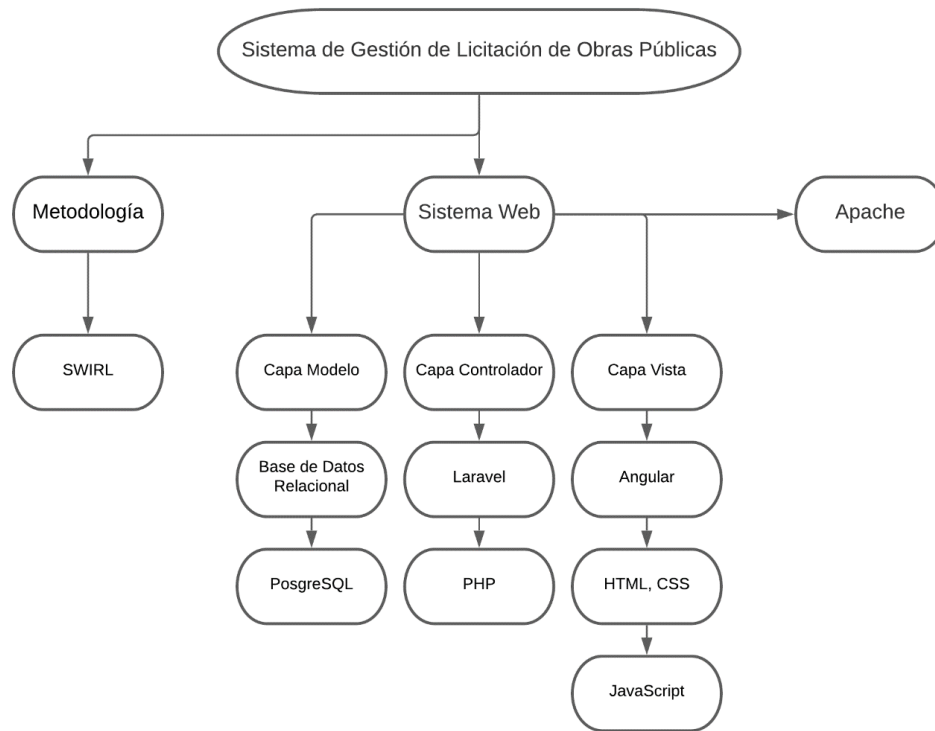 Sistema de Gestión de Licitación de Obras Públicas
Metodología
Sistema Web
Apache
SWIRL
Capa Modelo
Capa Controlador
Capa Vista
Base de Datos
Relacional
Laravel
Angular
PosgreSQL
PHP
HTML, CSS
JavaScript